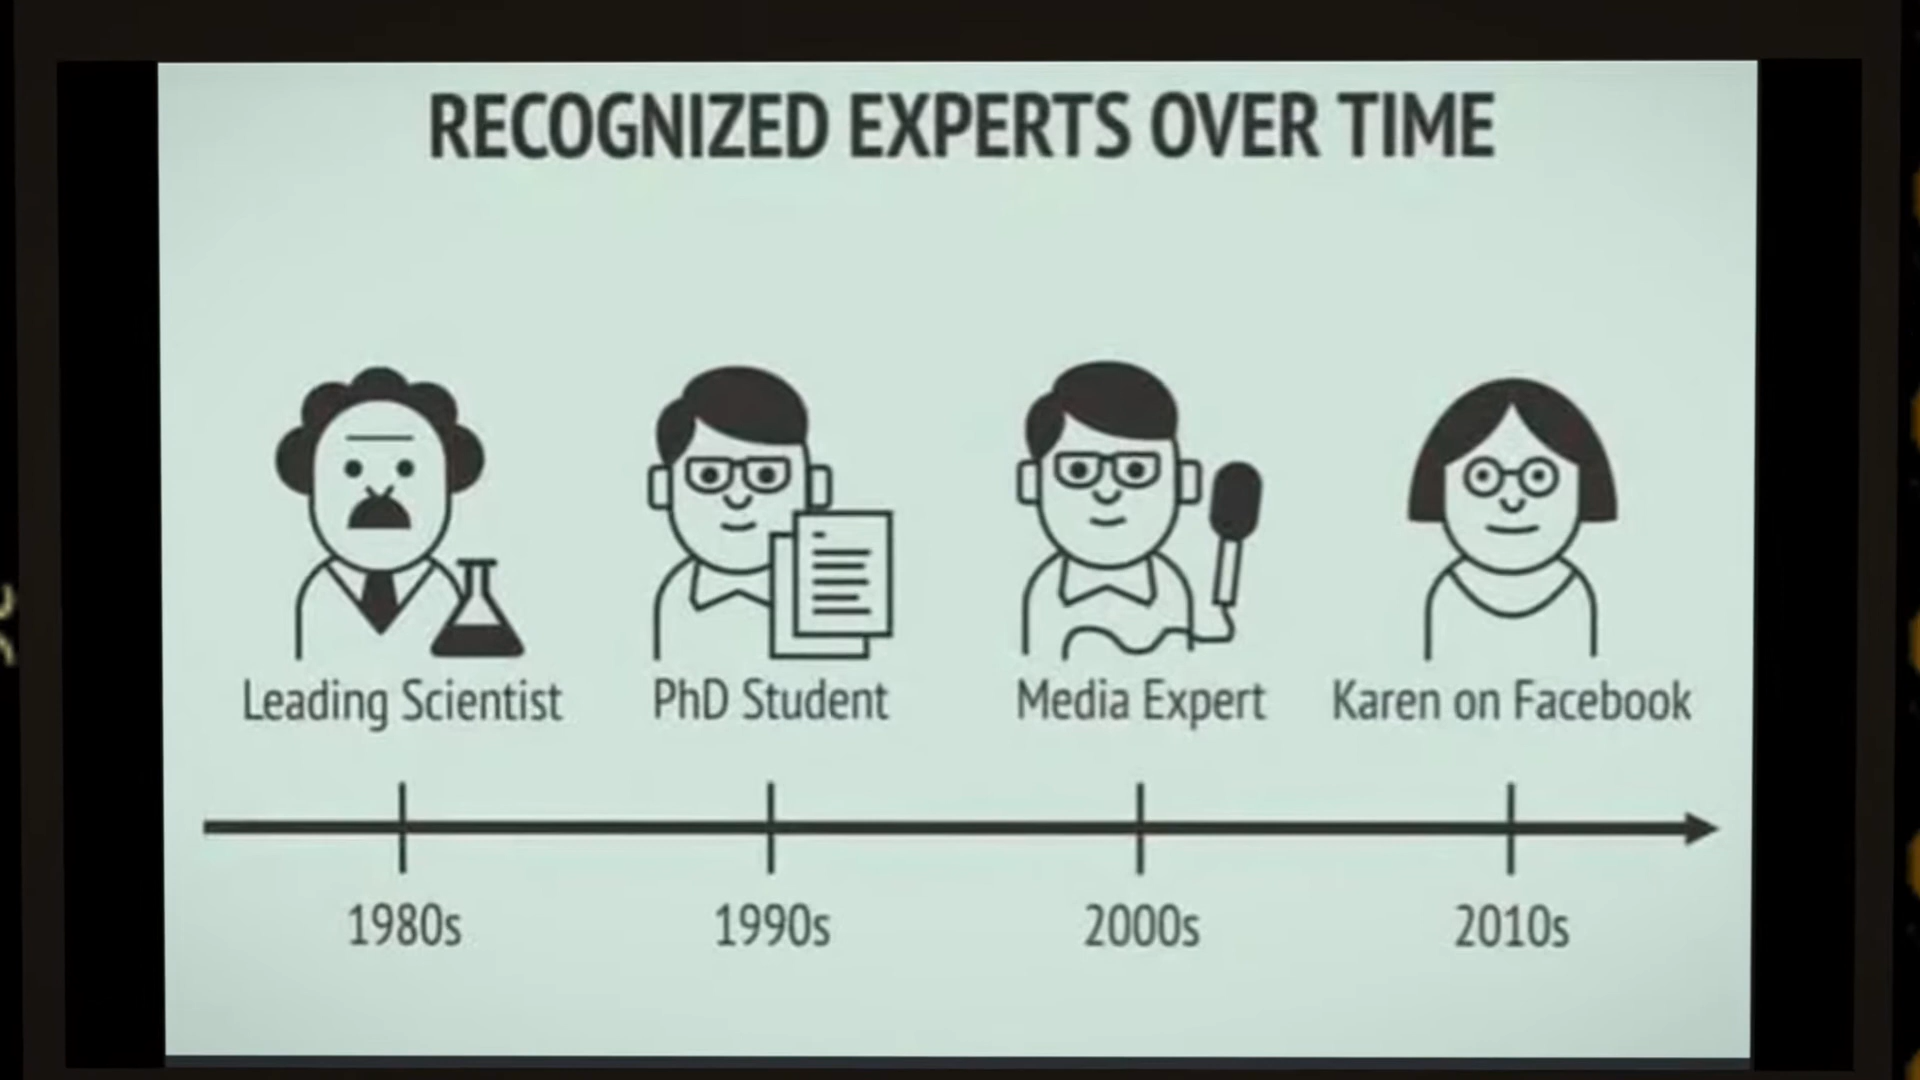 RECOGNIZED EXPERTS OVER TIME
Leading Scientist
PhD Student
Media Expert
Karen on Facebook
1980s
1990s
2000s
2010s